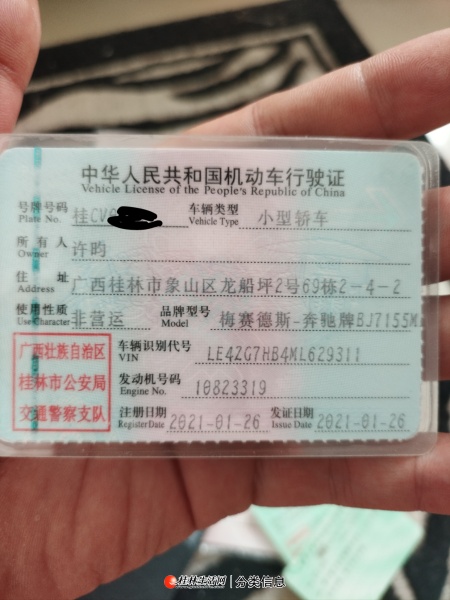 中华人民共和国机动车行驶证
Vehicle License of the People's Republic of China
号牌号码 桂CV 车辆类型 小型轿车
Plate No. Vehicle Type
所有人 许昀
Owner
住址 广西桂林市象山区龙船坪2号69栋2-4-2
Address
使用性质 非营运 品牌型号 梅赛德斯-奔驰牌BJ7155M
Use Character Model
广西壮族自治区
桂林市公安局
交通警察支队
车辆识别代号 LE4ZG7HB4ML629311
VIN
发动机号码 10823319
Engine No.
注册日期 2021-01-26 发证日期 2021-01-26
Register Date Issue Date
桂林生活网 分类信息